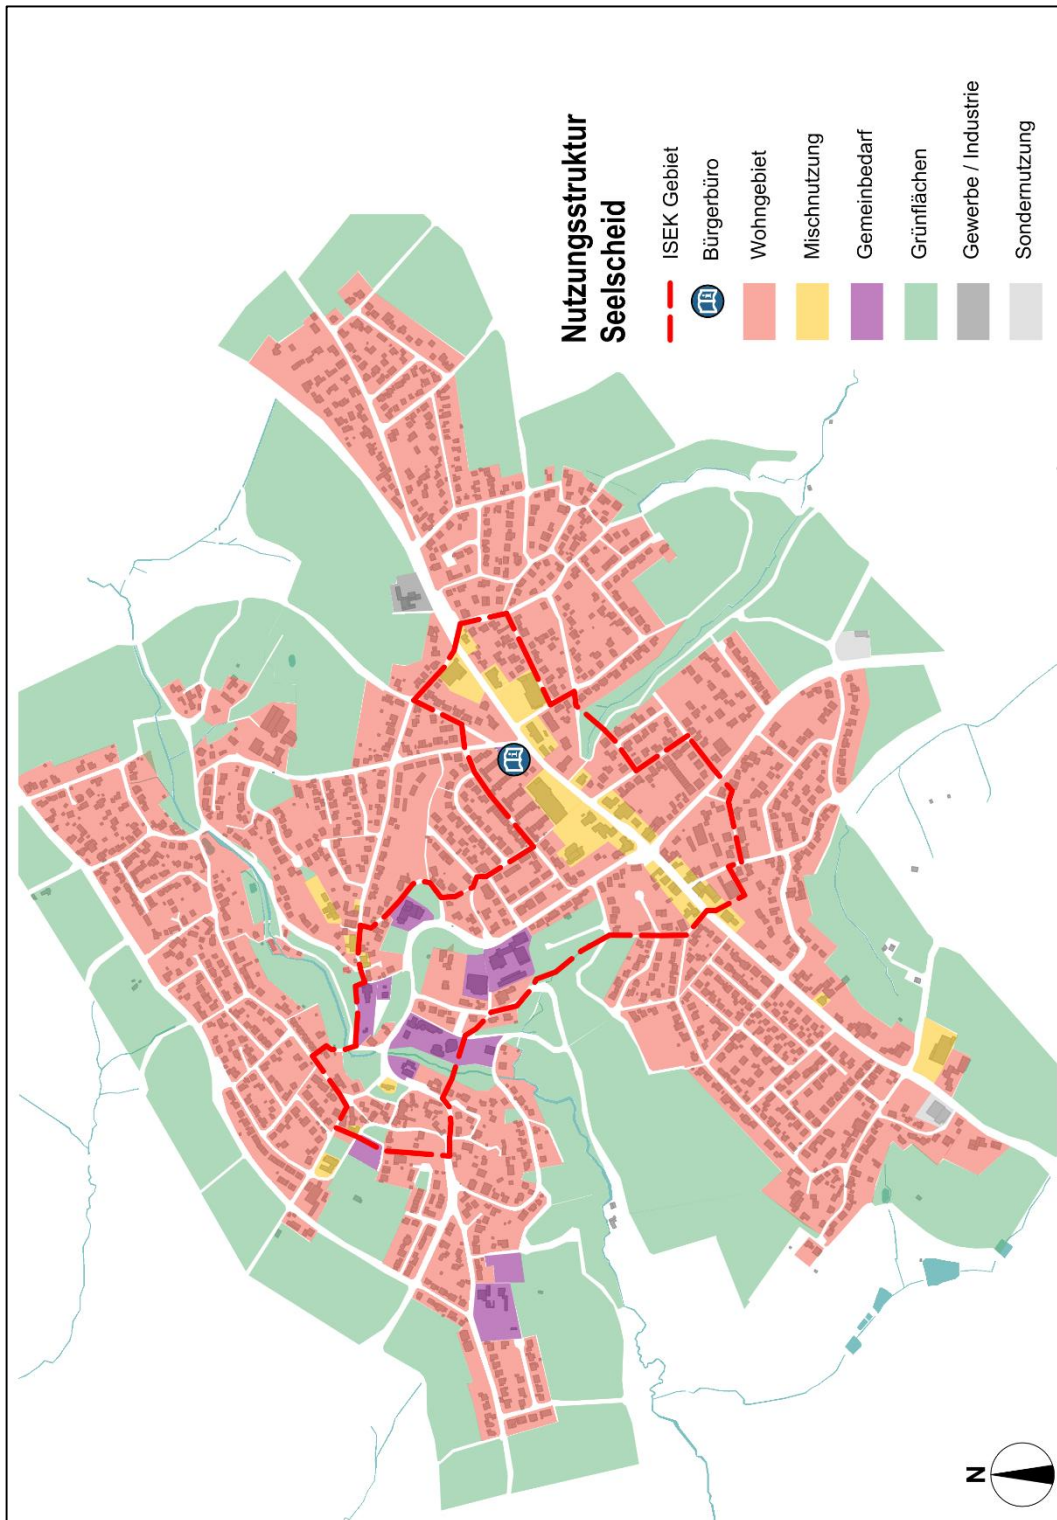 Nutzungsstruktur
Seelscheid
ISEK Gebiet
Bürgerbüro
Wohngebiet
Mischnutzung
Gemeinbedarf
Grünflächen
Gewerbe / Industrie
Sondernutzung
N